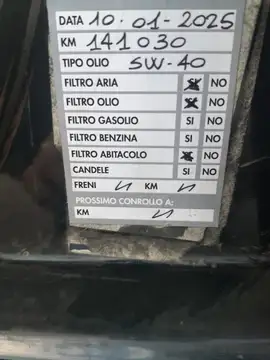 DATA 10.01-2025
KM 141030
TIPO OLIO 5W-40
FILTRO ARIA SI NO
FILTRO OLIO SI NO
FILTRO GASOLIO SI NO
FILTRO BENZINA SI NO
FILTRO ABITACOLO SI NO
CANDELE SI NO
FRENI KM
PROSSIMO CONROLLO A:
KM